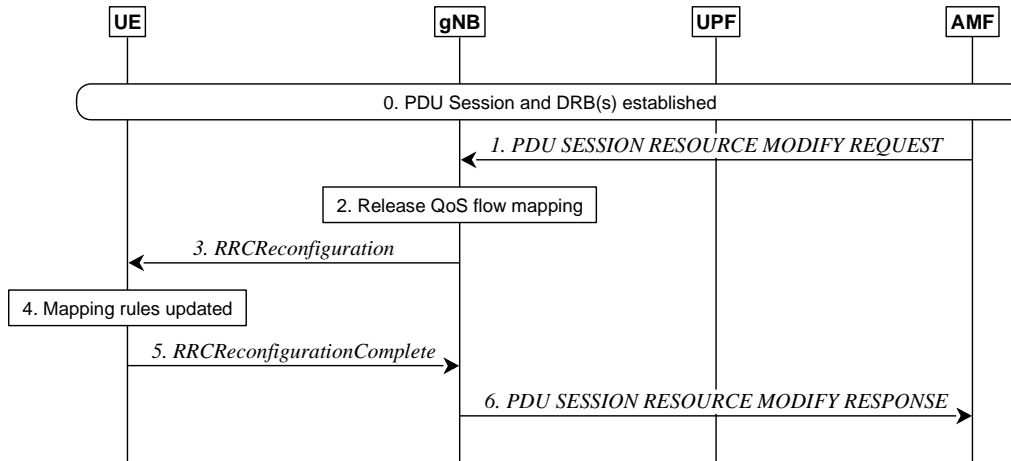 UE gNB UPF AMF
0. PDU Session and DRB(s) established
1. PDU SESSION RESOURCE MODIFY REQUEST
2. Release QoS flow mapping
3. RRCReconfiguration
4. Mapping rules updated
5. RRCReconfigurationComplete
6. PDU SESSION RESOURCE MODIFY RESPONSE